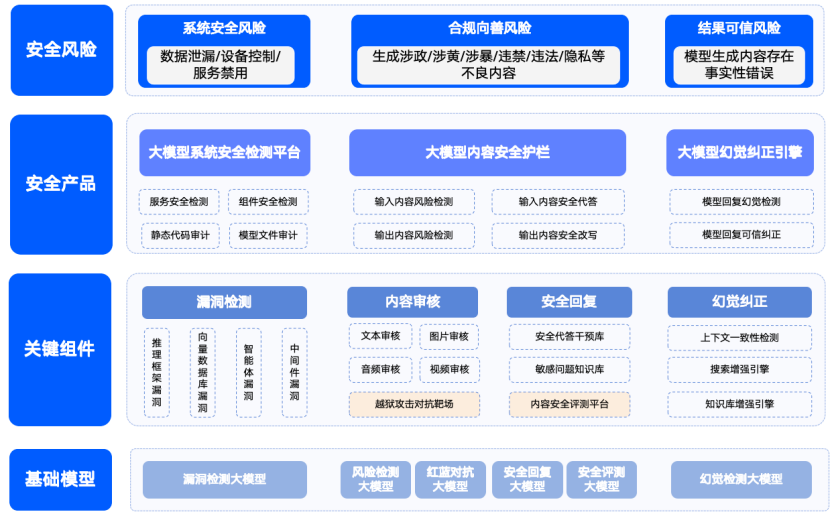 安全风险
系统安全风险
数据泄漏/设备控制/
服务禁用
合规向善风险
生成涉政/涉黄/涉暴/违禁/违法/隐私等
不良内容
结果可信风险
模型生成内容存在
事实性错误
安全产品
大模型系统安全检测平台
服务安全检测
组件安全检测
静态代码审计
模型文件审计
大模型内容安全护栏
输入内容风险检测
输入内容安全代答
输出内容风险检测
输出内容安全改写
大模型幻觉纠正引擎
模型回复幻觉检测
模型回复可信纠正
关键组件
漏洞检测
推理框架漏洞
向量数据库漏洞
智能体漏洞
中间件漏洞
内容审核
文本审核
图片审核
音频审核
视频审核
越狱攻击对抗靶场
安全回复
安全代答干预库
敏感问题知识库
内容安全评测平台
幻觉纠正
上下文一致性检测
搜索增强引擎
知识库增强引擎
基础模型
漏洞检测大模型
风险检测
大模型
红蓝对抗
大模型
安全回复
大模型
安全评测
大模型
幻觉检测大模型